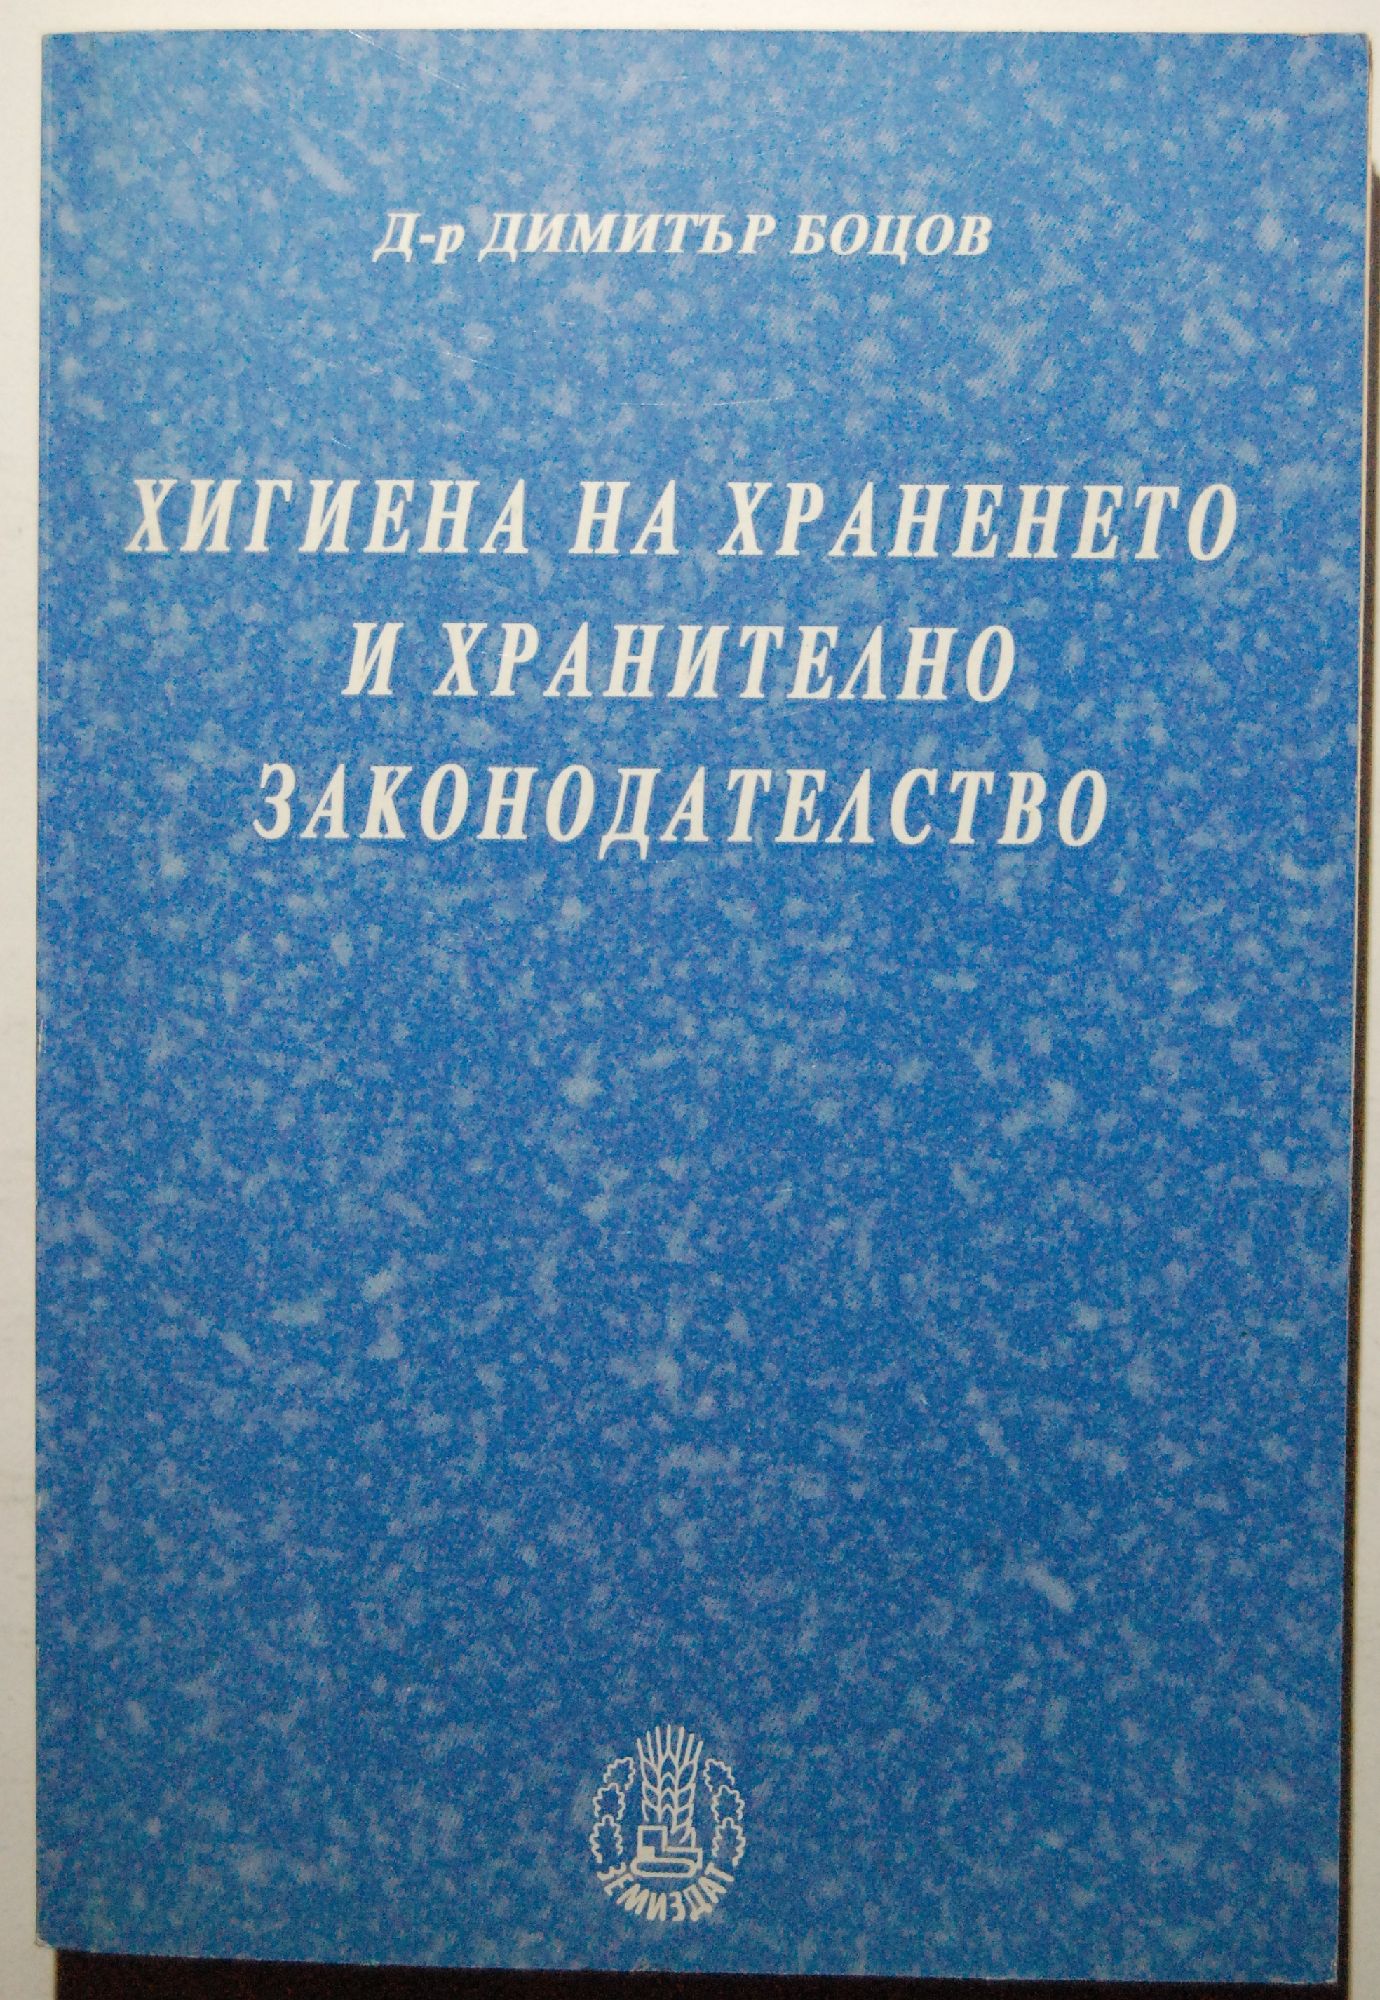 Д-р ДИМИТЪР БОЦОВ
ХИГИЕНА НА ХРАНЕНЕТО
И ХРАНИТЕЛНО
ЗАКОНОДАТЕЛСТВО
ЗЕМИЗДАТ